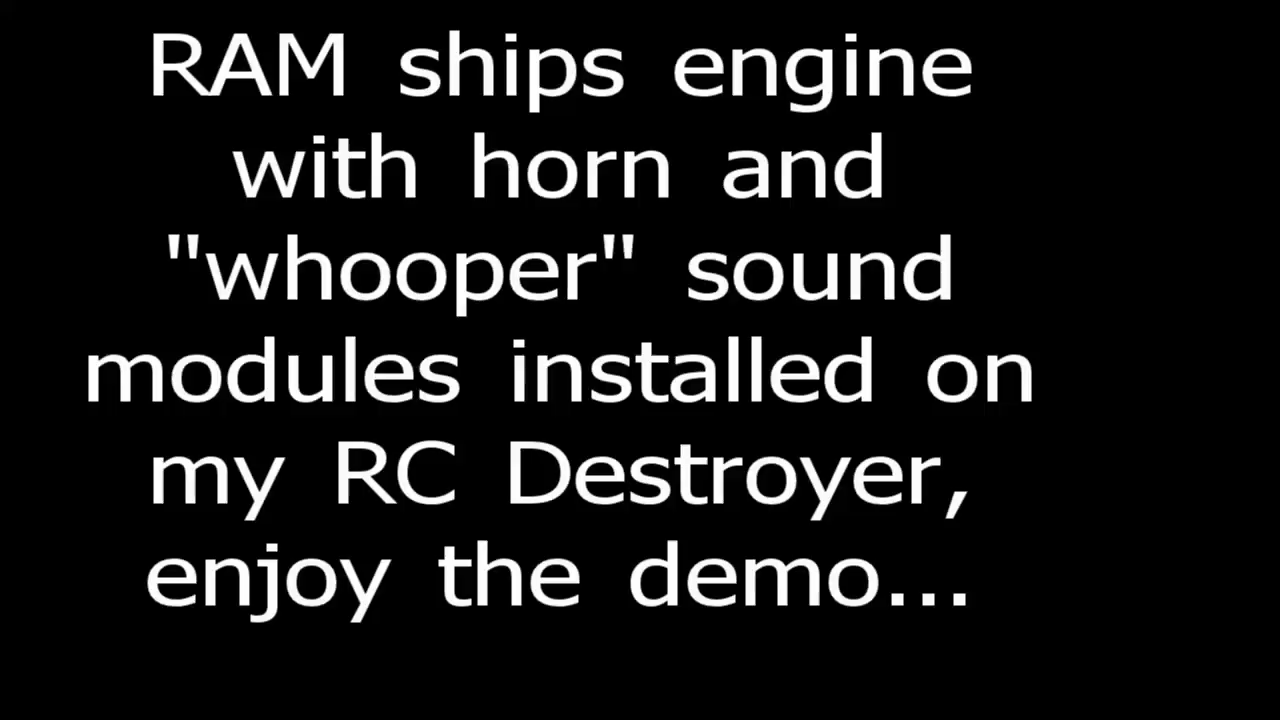 RAM ships engine
with horn and
"whooper" sound
modules installed on
my RC Destroyer,
enjoy the demo...